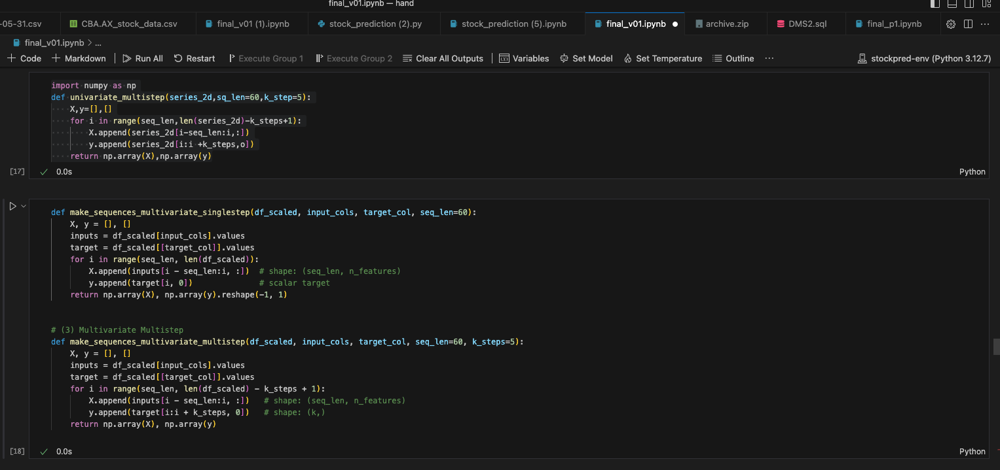 final_v01.ipynb — hand
-05-31.csv CBA.AX_stock_data.csv final_v01 (1).ipynb stock_prediction (2).py stock_prediction (5).ipynb final_v01.ipynb archive.zip DMS2.sql final_p1.ipynb
final_v01.ipynb > ...
Code Markdown Run All Restart Execute Group 1 Execute Group 2 Clear All Outputs Variables Set Model Set Temperature Outline ... stockpred-env (Python 3.12.7)
import numpy as np
def univariate_multistep(series_2d,sq_len=60,k_step=5):
    X,y=[],[]
    for i in range(seq_len,len(series_2d)-k_steps+1):
        X.append(series_2d[i-seq_len:i,:])
        y.append(series_2d[i:i +k_steps,o])
    return np.array(X),np.array(y)
[17] 0.0s Python
def make_sequences_multivariate_singlestep(df_scaled, input_cols, target_col, seq_len=60):
    X, y = [], []
    inputs = df_scaled[input_cols].values
    target = df_scaled[[target_col]].values
    for i in range(seq_len, len(df_scaled)):
        X.append(inputs[i - seq_len:i, :])  # shape: (seq_len, n_features)
        y.append(target[i, 0])              # scalar target
    return np.array(X), np.array(y).reshape(-1, 1)
# (3) Multivariate Multistep
def make_sequences_multivariate_multistep(df_scaled, input_cols, target_col, seq_len=60, k_steps=5):
    X, y = [], []
    inputs = df_scaled[input_cols].values
    target = df_scaled[[target_col]].values
    for i in range(seq_len, len(df_scaled) - k_steps + 1):
        X.append(inputs[i - seq_len:i, :])   # shape: (seq_len, n_features)
        y.append(target[i:i + k_steps, 0])   # shape: (k,)
    return np.array(X), np.array(y)
[18] 0.0s Python